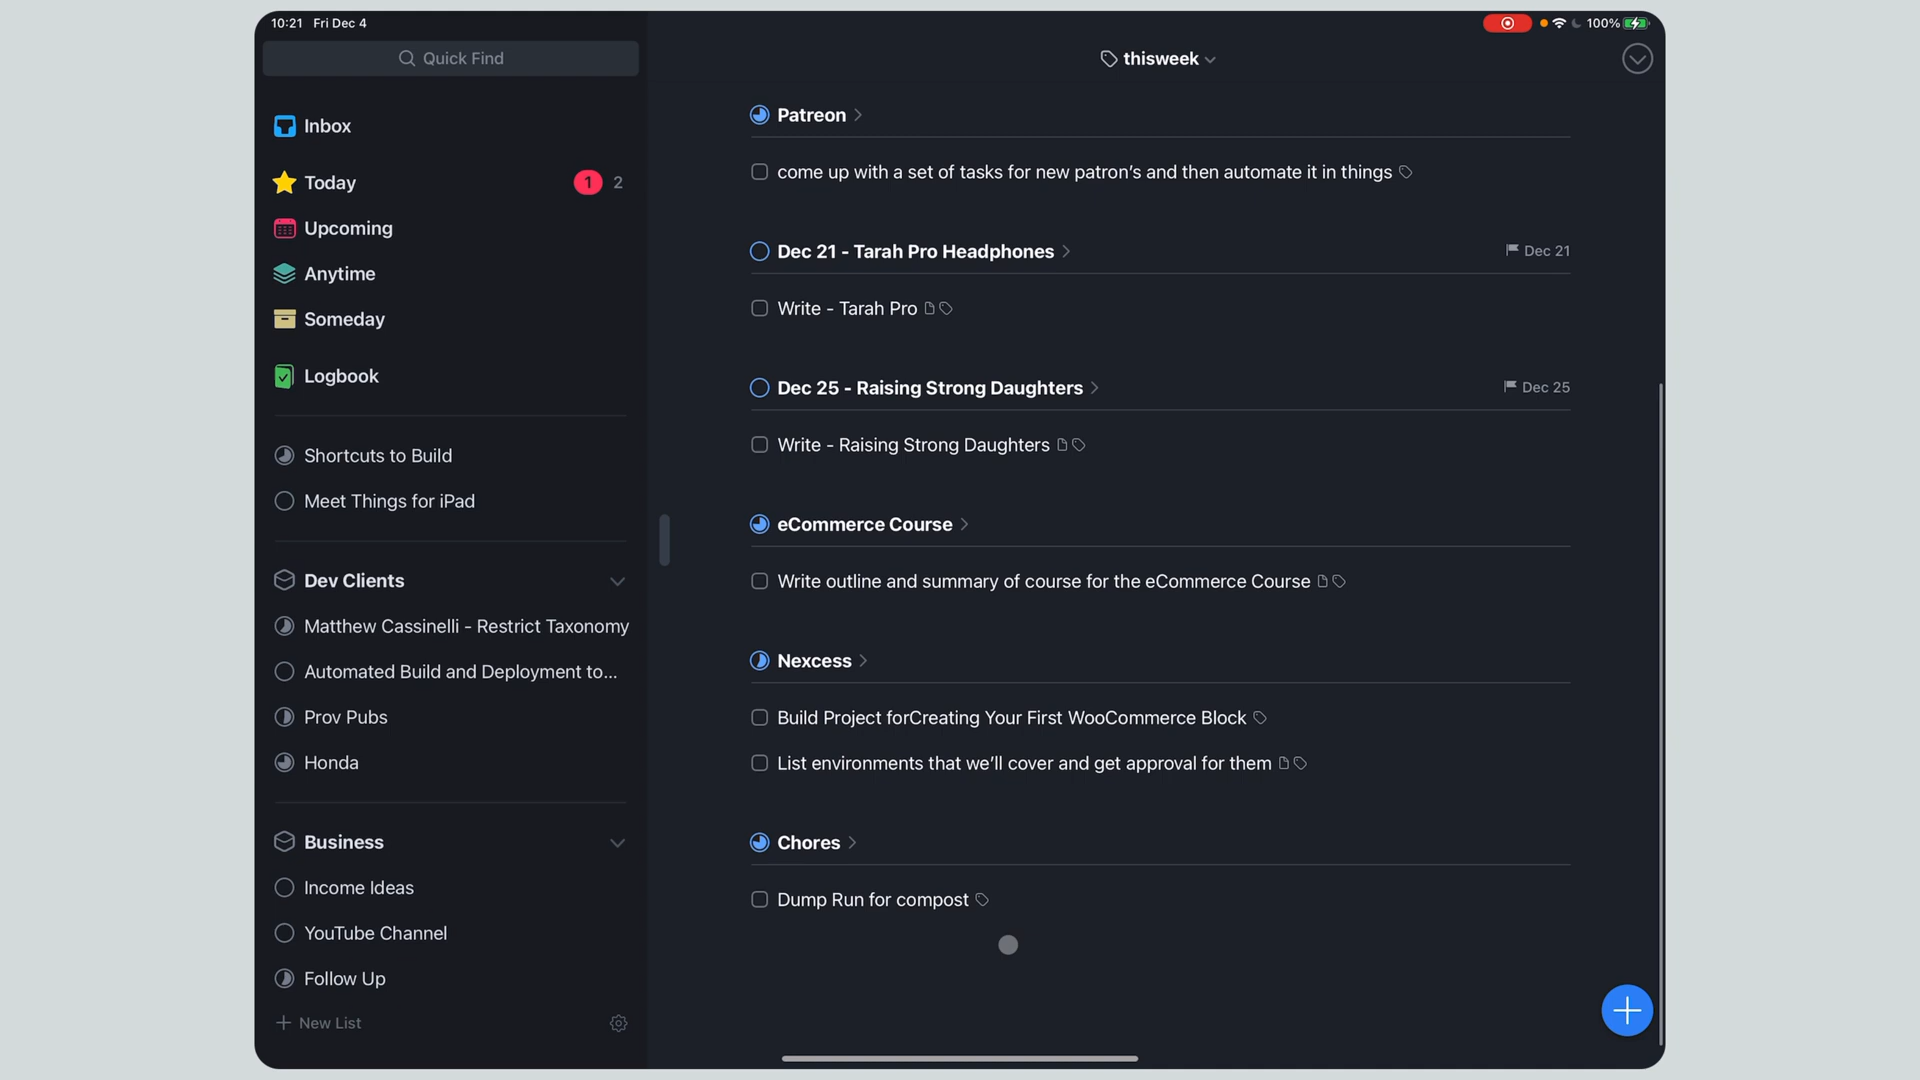 10:21 Fri Dec 4
100%
Quick Find
Inbox
Today 1 2
Upcoming
Anytime
Someday
Logbook
Shortcuts to Build
Meet Things for iPad
Dev Clients
Matthew Cassinelli - Restrict Taxonomy
Automated Build and Deployment to...
Prov Pubs
Honda
Business
Income Ideas
YouTube Channel
Follow Up
New List
thisweek
Patreon
come up with a set of tasks for new patron’s and then automate it in things
Dec 21 - Tarah Pro Headphones Dec 21
Write - Tarah Pro
Dec 25 - Raising Strong Daughters Dec 25
Write - Raising Strong Daughters
eCommerce Course
Write outline and summary of course for the eCommerce Course
Nexcess
Build Project forCreating Your First WooCommerce Block
List environments that we’ll cover and get approval for them
Chores
Dump Run for compost